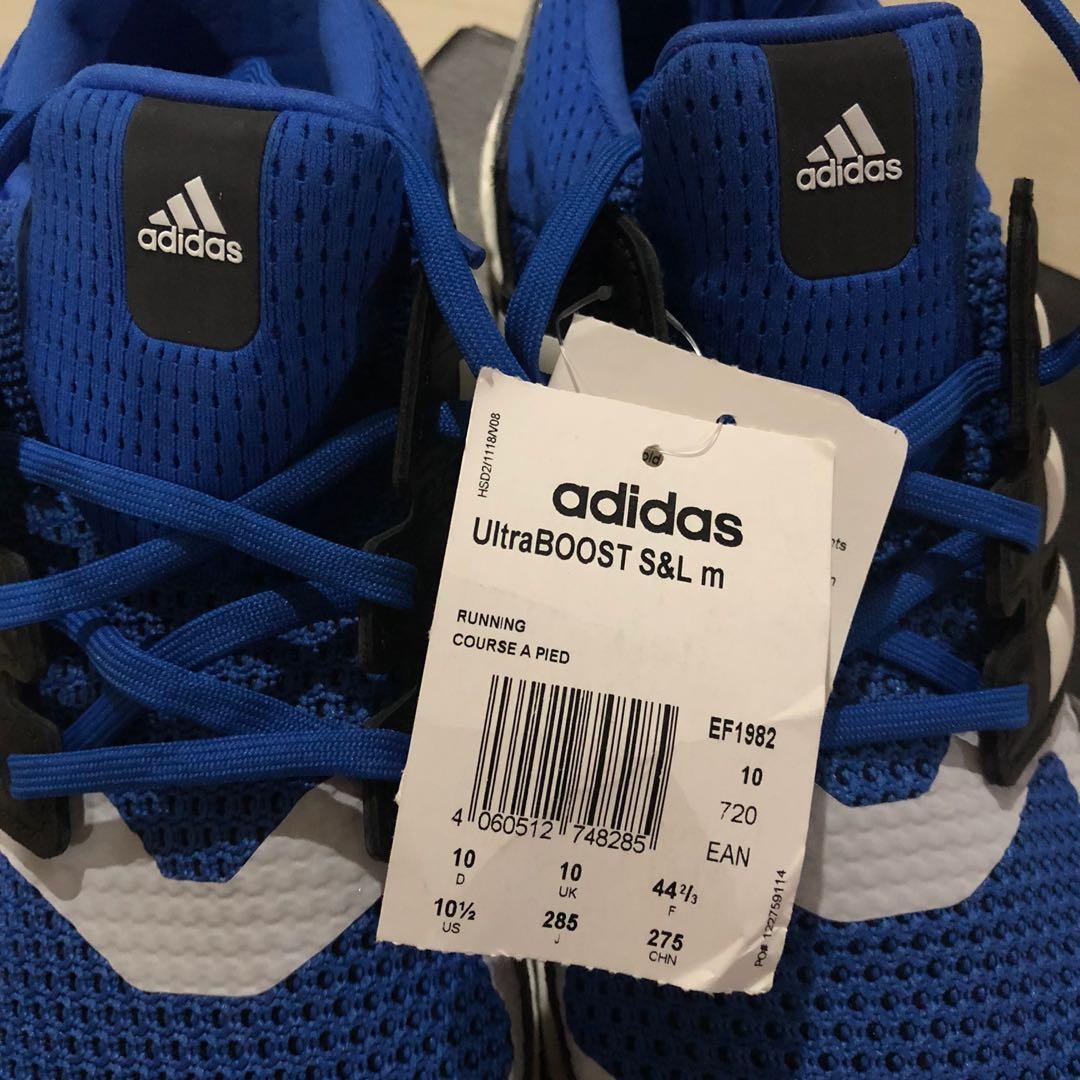 adidas
adidas
old
HSD2/1118/V08
adidas
UltraBOOST S&L m
RUNNING
COURSE A PIED
EF1982
10
720
EAN
4 060512 748285
10
D
10
UK
44 2/3
F
10½
US
285
J
275
CHN
PO# 122759114